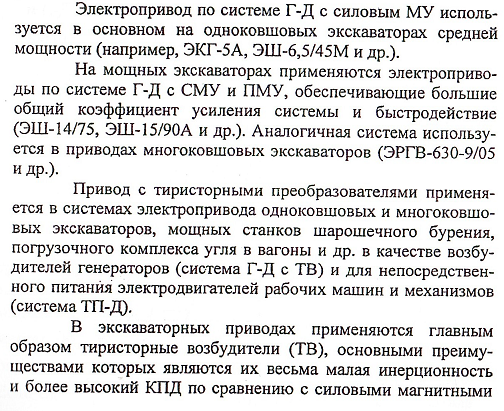 Электропривод по системе Г-Д с силовым МУ исполь-
зуется в основном на одноковшовых экскаваторах средней
мощности (например, ЭКГ-5А, ЭШ-6,5/45М и др.).
На мощных экскаваторах применяются электроприво-
ды по системе Г-Д с СМУ и ПМУ, обеспечивающие большие
общий коэффициент усиления системы и быстродействие
(ЭШ-14/75, ЭШ-15/90А и др.). Аналогичная система использу-
ется в приводах многоковшовых экскаваторов (ЭРГВ-630-9/05
и др.).
Привод с тиристорными преобразователями применя-
ется в системах электропривода одноковшовых и многоковшо-
вых экскаваторов, мощных станков шарошечного бурения,
погрузочного комплекса угля в вагоны и др. в качестве возбу-
дителей генераторов (система Г-Д с ТВ) и для непосредствен-
ного питания электродвигателей рабочих машин и механизмов
(система ТП-Д).
В экскаваторных приводах применяются главным
образом тиристорные возбудители (ТВ), основными преиму-
ществами которых являются их весьма малая инерционность
и более высокий КПД по сравнению с силовыми магнитными